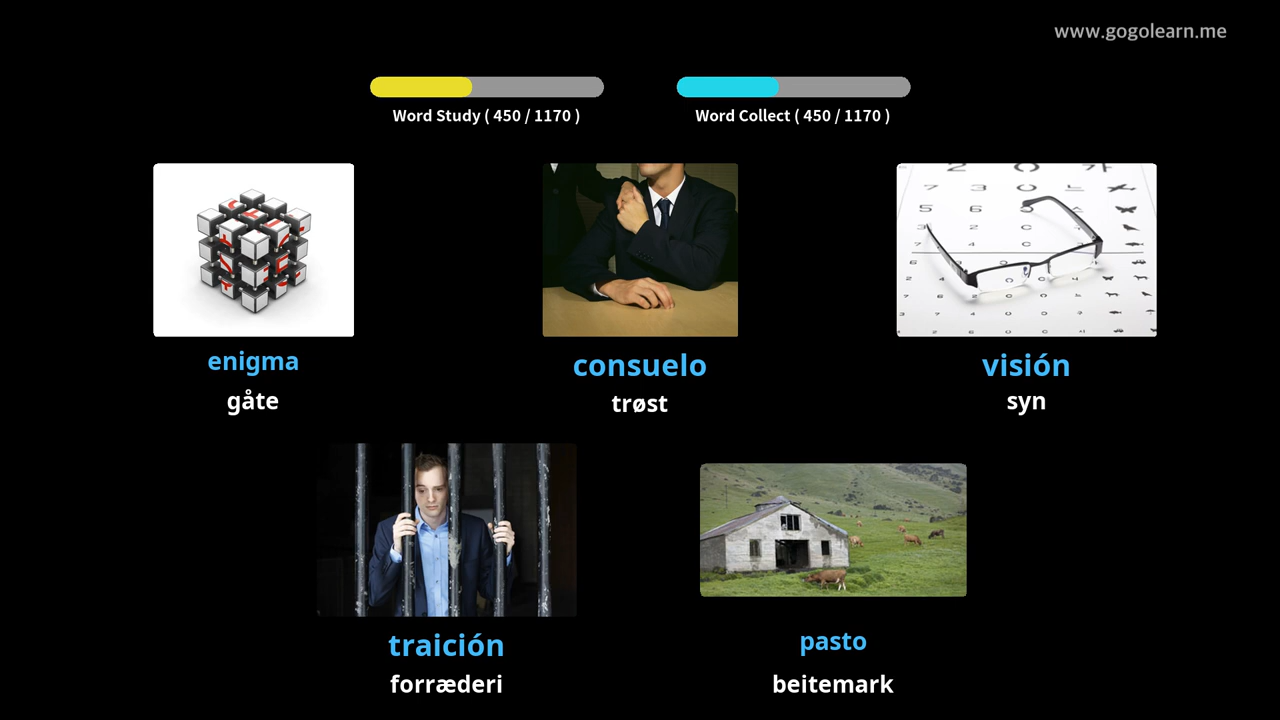 www.gogolearn.me
Word Study ( 450 / 1170 )
Word Collect ( 450 / 1170 )
enigma
gåte
consuelo
trøst
visión
syn
traición
forræderi
pasto
beitemark